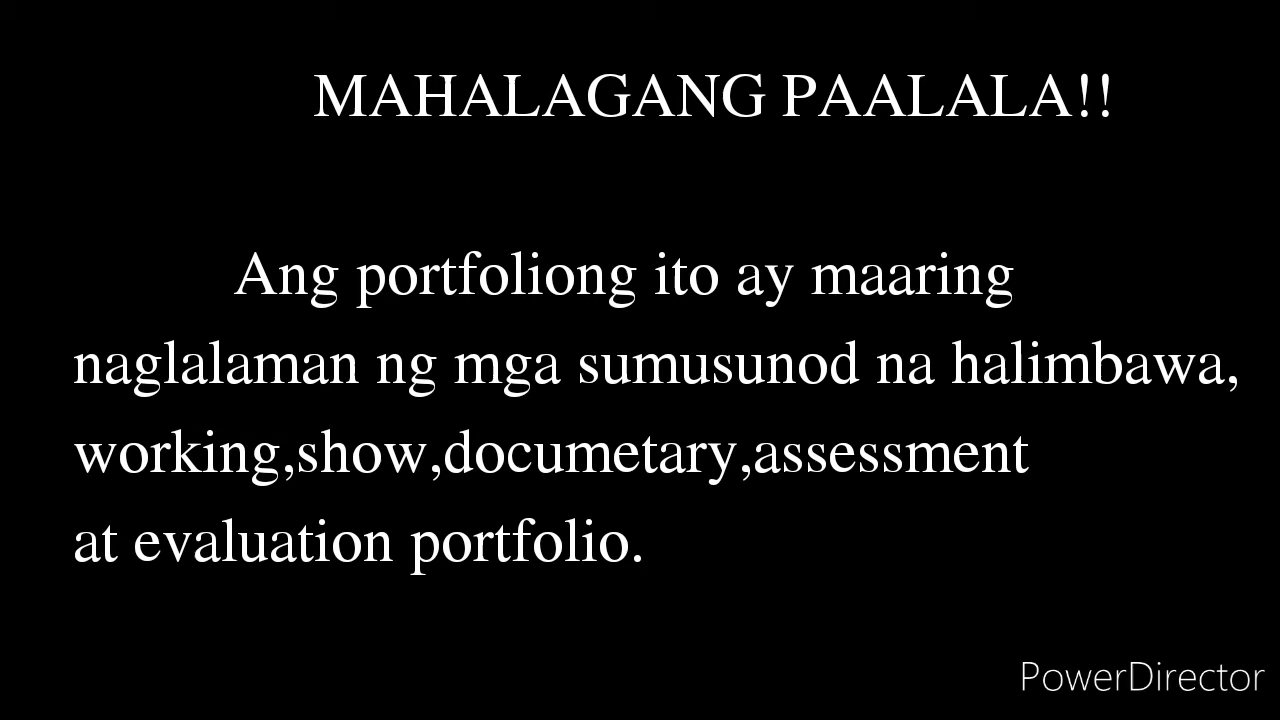 MAHALAGANG PAALALA!!
Ang portfoliong ito ay maaring
naglalaman ng mga sumusunod na halimbawa,
working,show,documetary,assessment
at evaluation portfolio.
PowerDirector